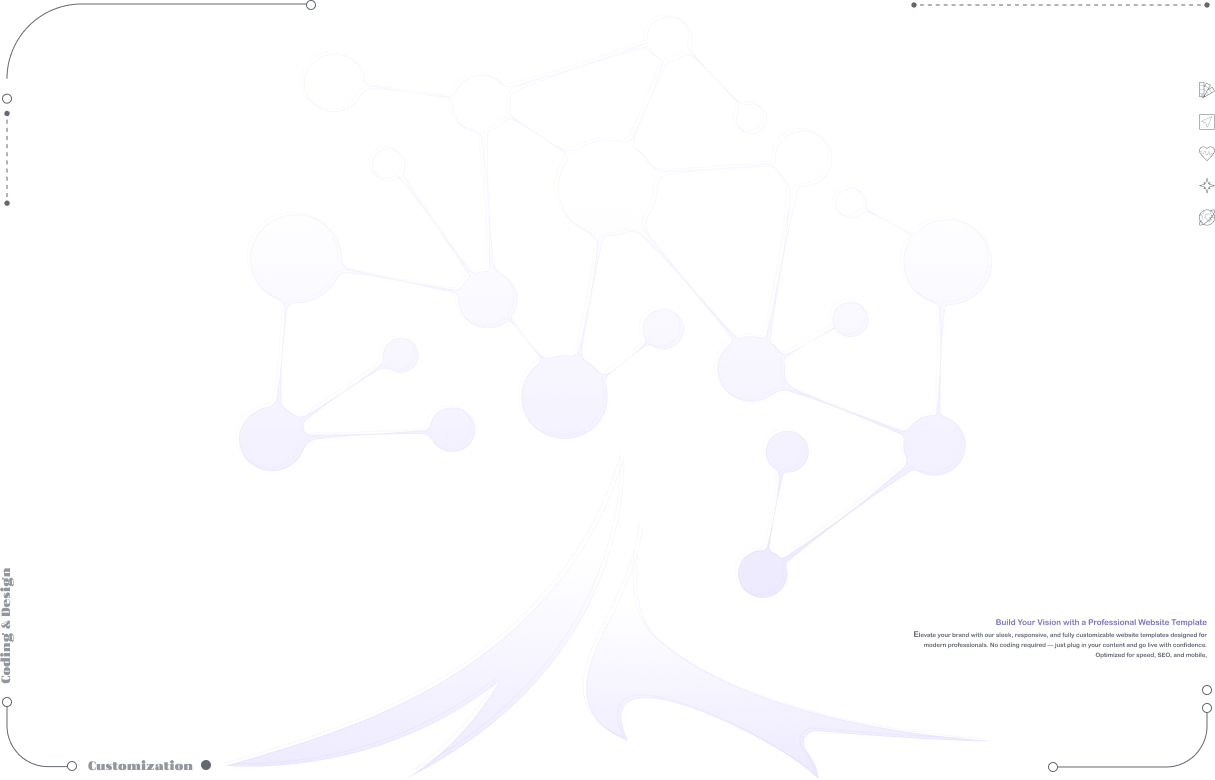 Coding & Design
Build Your Vision with a Professional Website Template
Elevate your brand with our sleek, responsive, and fully customizable website templates designed for
modern professionals. No coding required — just plug in your content and go live with confidence.
Optimized for speed, SEO, and mobile,
Customization